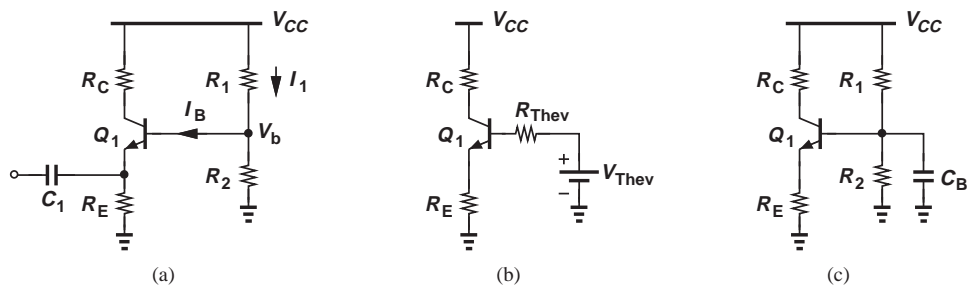 V_CC
R_C
R_1
I_1
I_B
Q_1
V_b
C_1
R_E
R_2
(a)
V_CC
R_C
R_Thev
Q_1
+
−
V_Thev
R_E
(b)
V_CC
R_C
R_1
Q_1
R_2
C_B
R_E
(c)